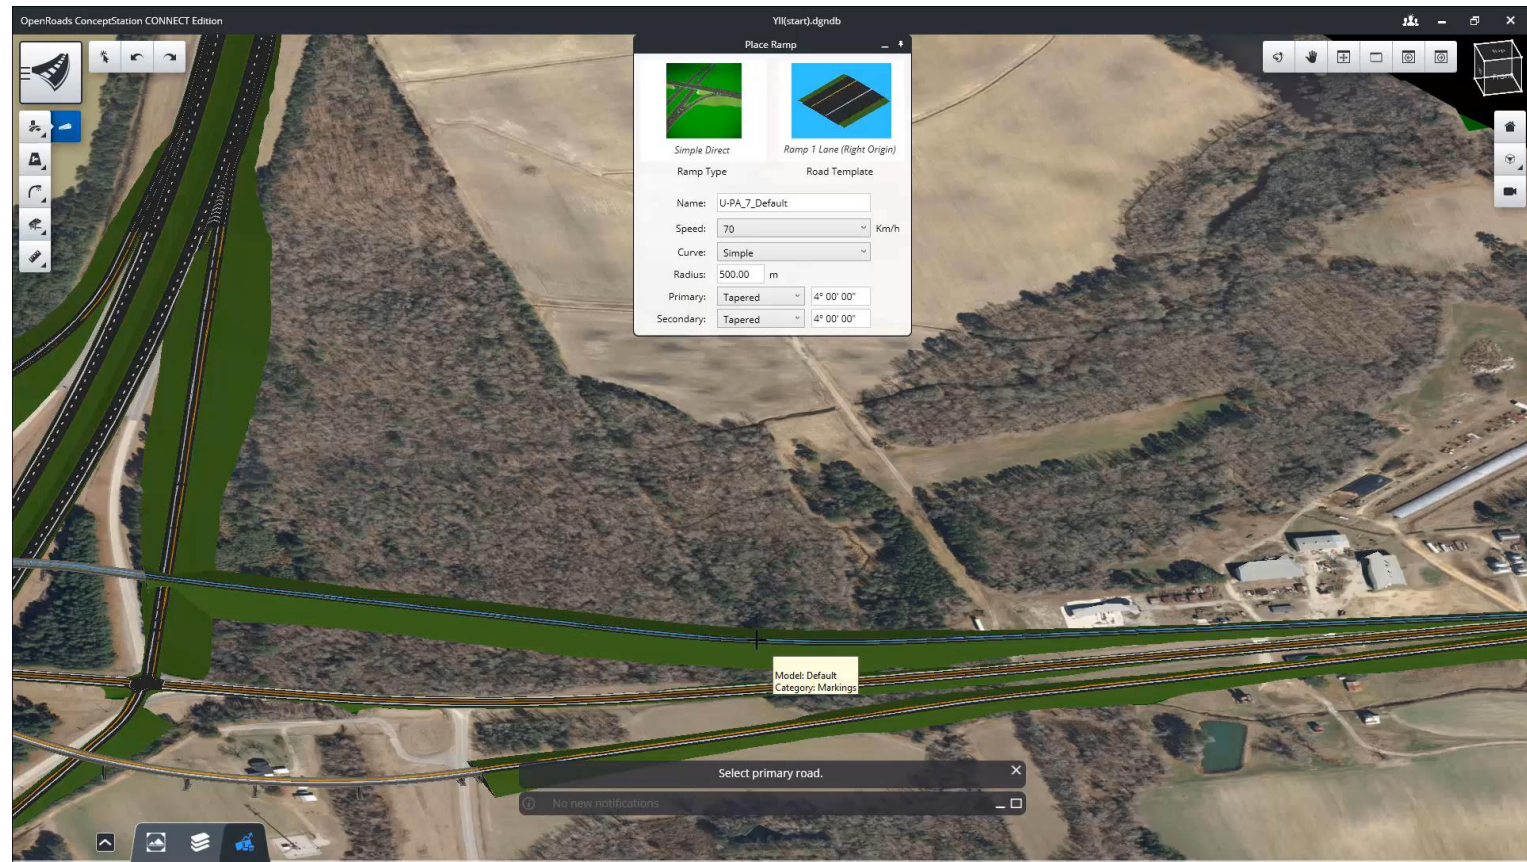 OpenRoads ConceptStation CONNECT Edition
YII(start).dgndb
Place Ramp
Simple Direct
Ramp 1 Lane (Right Origin)
Ramp Type
Road Template
Name: U-PA_7_Default
Speed: 70 Km/h
Curve: Simple
Radius: 500.00 m
Primary: Tapered 4° 00' 00"
Secondary: Tapered 4° 00' 00"
Front
Model: Default
Category: Markings
Select primary road.
No new notifications